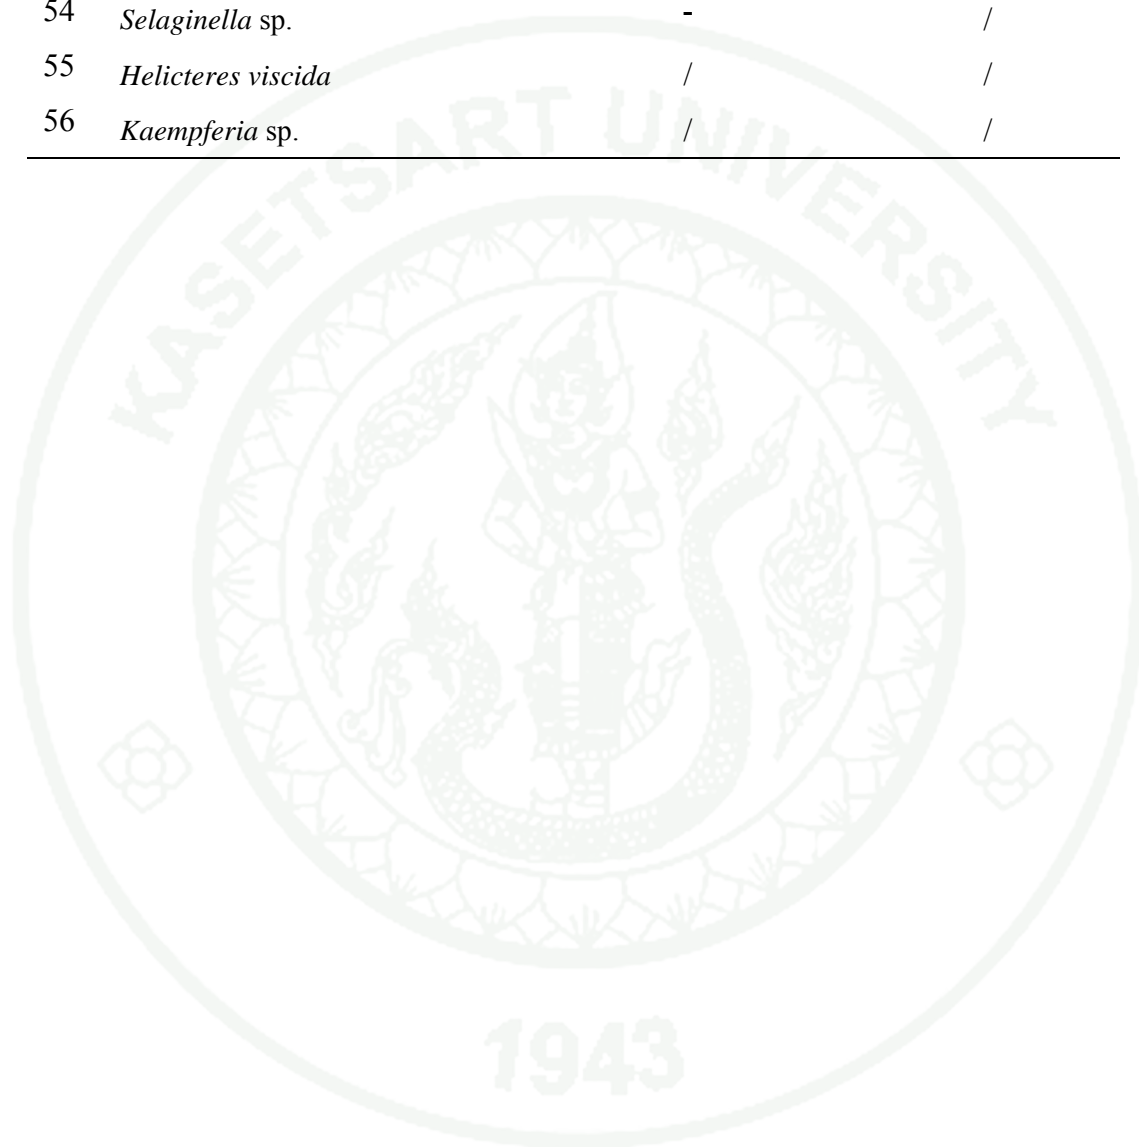 54 Selaginella sp. - /
55 Helicteres viscida / /
56 Kaempferia sp. / /
KASETSART UNIVERSITY
1943